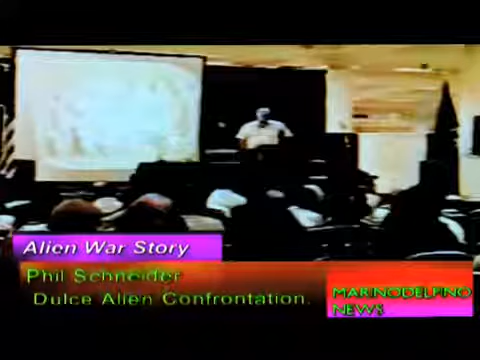 Alien War Story
Phil Schneider
Dulce Alien Confrontation.
MARINODELFINO
NEWS